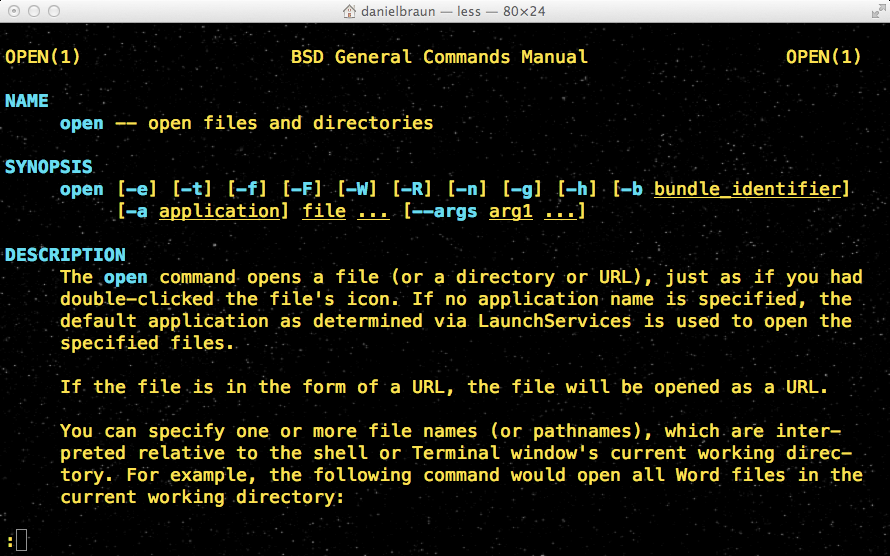 danielbraun — less — 80×24
OPEN(1) BSD General Commands Manual OPEN(1)
NAME
open -- open files and directories
SYNOPSIS
open [-e] [-t] [-f] [-F] [-W] [-R] [-n] [-g] [-h] [-b bundle_identifier]
[-a application] file ... [--args arg1 ...]
DESCRIPTION
The open command opens a file (or a directory or URL), just as if you had
double-clicked the file's icon. If no application name is specified, the
default application as determined via LaunchServices is used to open the
specified files.
If the file is in the form of a URL, the file will be opened as a URL.
You can specify one or more file names (or pathnames), which are inter-
preted relative to the shell or Terminal window's current working direc-
tory. For example, the following command would open all Word files in the
current working directory:
: